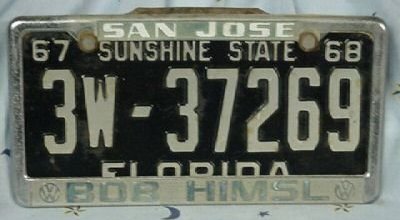 SAN JOSE
67 SUNSHINE STATE 68
3W-37269
FLORIDA
BOB HIMSL